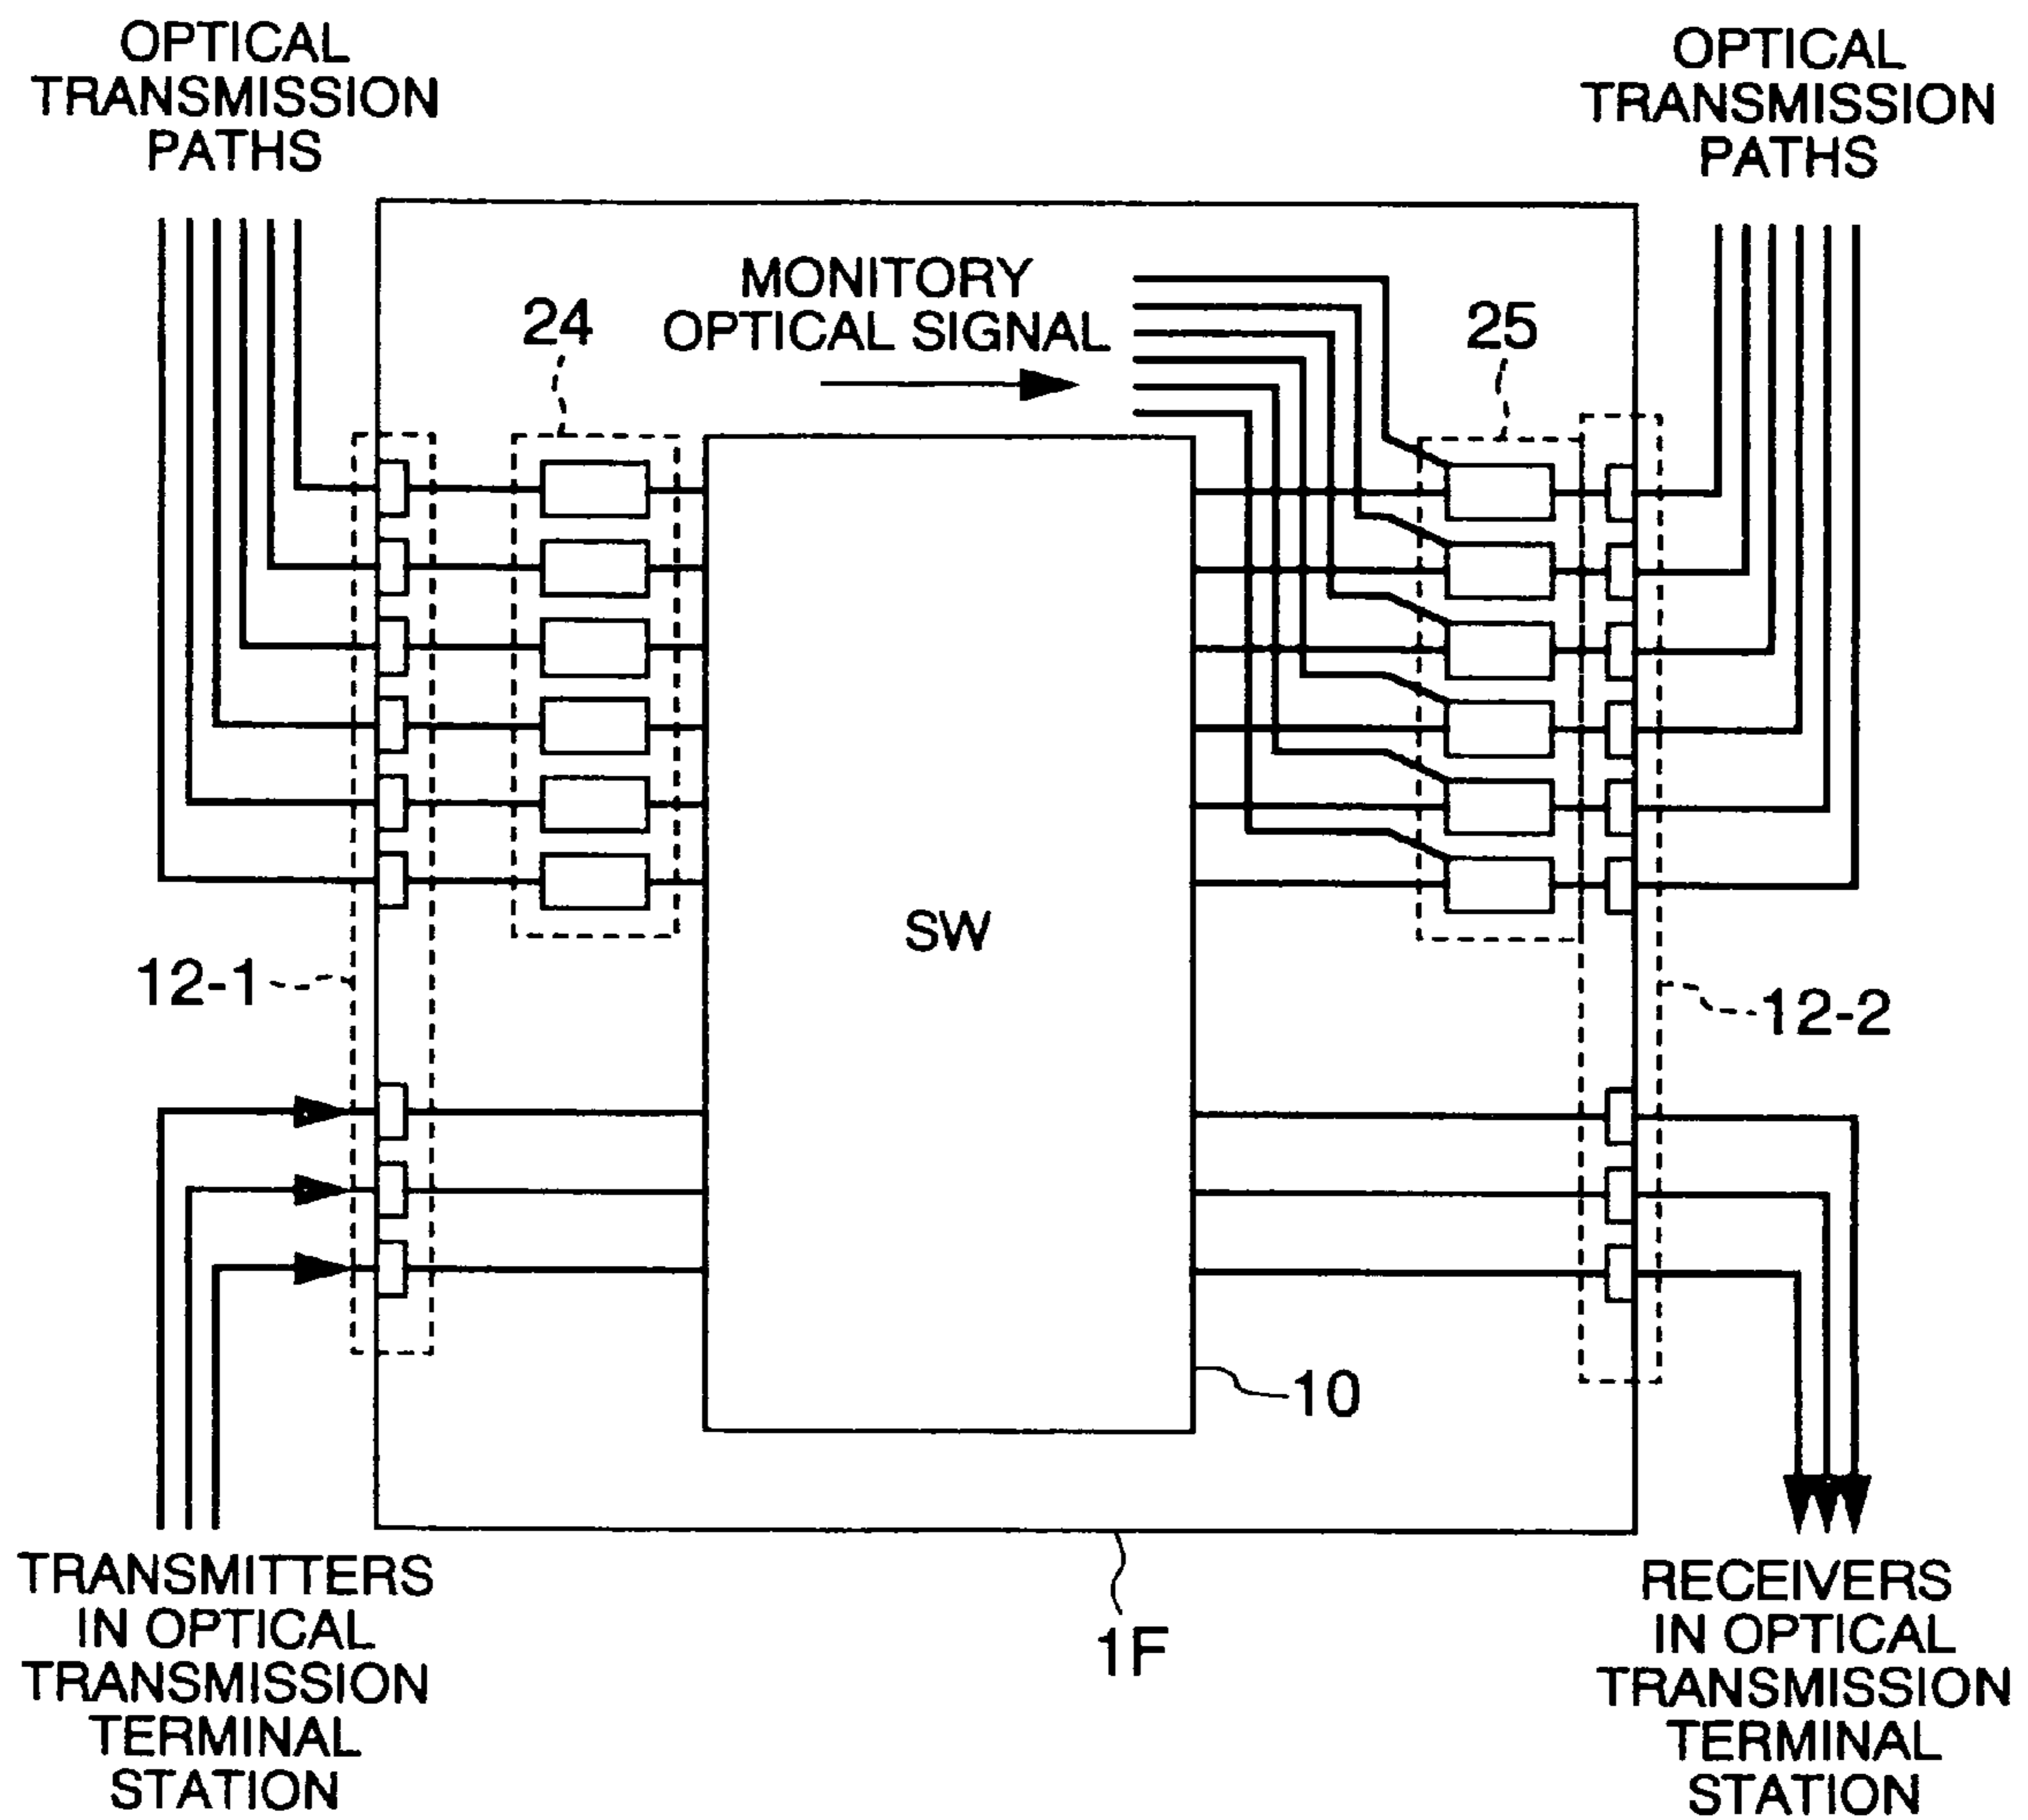 OPTICAL
TRANSMISSION
PATHS
OPTICAL
TRANSMISSION
PATHS
MONITORY
OPTICAL SIGNAL
24
25
SW
12-1
12-2
10
1F
TRANSMITTERS
IN OPTICAL
TRANSMISSION
TERMINAL
STATION
RECEIVERS
IN OPTICAL
TRANSMISSION
TERMINAL
STATION